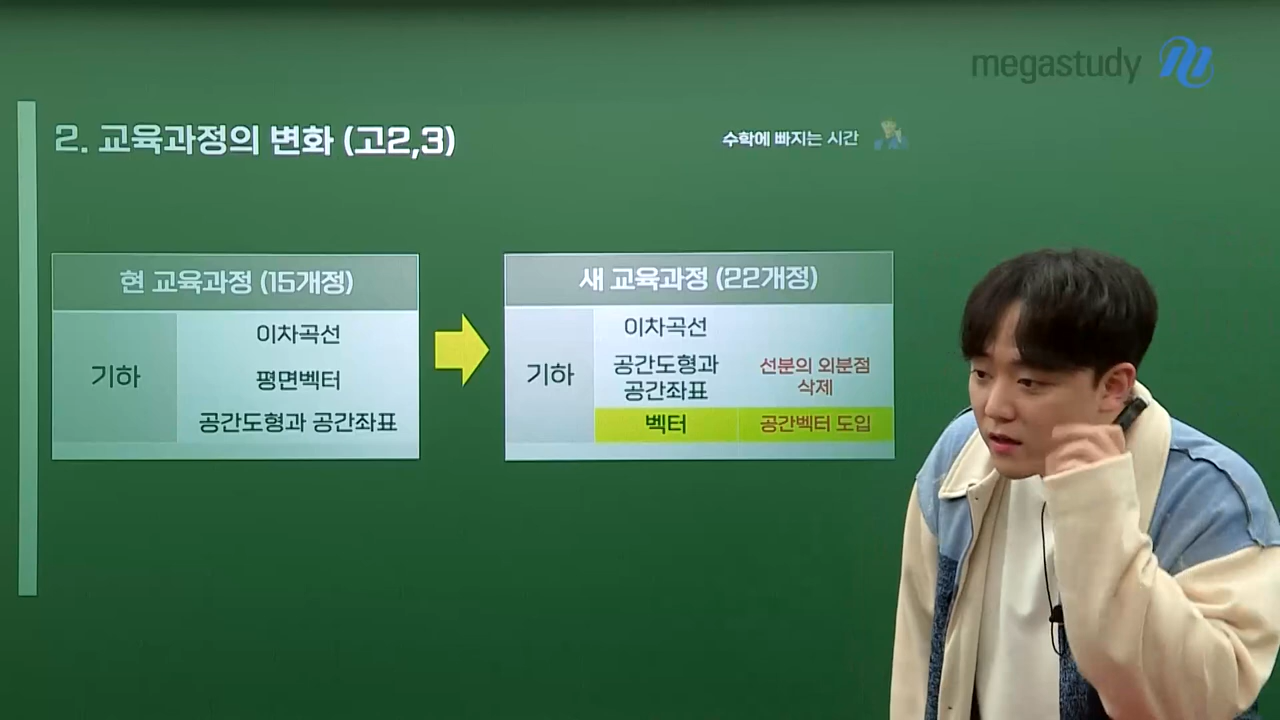 megastudy
2. 교육과정의 변화 (고2,3)
수학에 빠지는 시간
현 교육과정 (15개정)
기하
이차곡선
평면벡터
공간도형과 공간좌표
새 교육과정 (22개정)
기하
이차곡선
공간도형과
공간좌표
선분의 외분점
삭제
벡터
공간벡터 도입